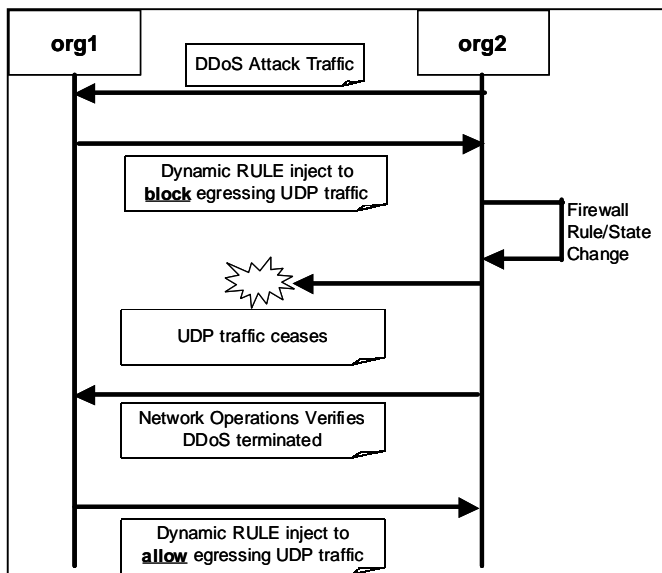 org1
org2
DDoS Attack Traffic
Dynamic RULE inject to
block egressing UDP traffic
Firewall
Rule/State
Change
UDP traffic ceases
Network Operations Verifies
DDoS terminated
Dynamic RULE inject to
allow egressing UDP traffic